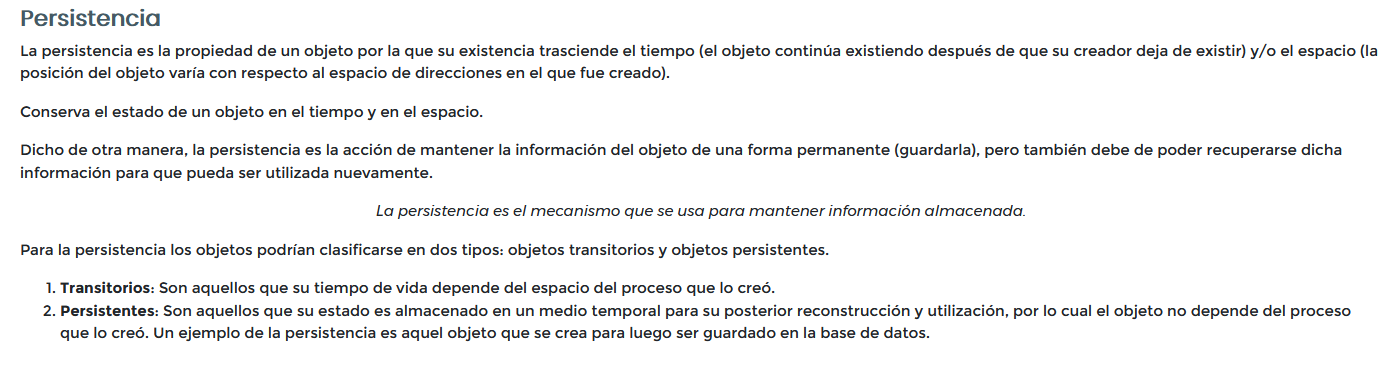 Persistencia
La persistencia es la propiedad de un objeto por la que su existencia trasciende el tiempo (el objeto continúa existiendo después de que su creador deja de existir) y/o el espacio (la
posición del objeto varía con respecto al espacio de direcciones en el que fue creado).
Conserva el estado de un objeto en el tiempo y en el espacio.
Dicho de otra manera, la persistencia es la acción de mantener la información del objeto de una forma permanente (guardarla), pero también debe de poder recuperarse dicha
información para que pueda ser utilizada nuevamente.
La persistencia es el mecanismo que se usa para mantener información almacenada.
Para la persistencia los objetos podrían clasificarse en dos tipos: objetos transitorios y objetos persistentes.
1. Transitorios: Son aquellos que su tiempo de vida depende del espacio del proceso que lo creó.
2. Persistentes: Son aquellos que su estado es almacenado en un medio temporal para su posterior reconstrucción y utilización, por lo cual el objeto no depende del proceso
que lo creó. Un ejemplo de la persistencia es aquel objeto que se crea para luego ser guardado en la base de datos.